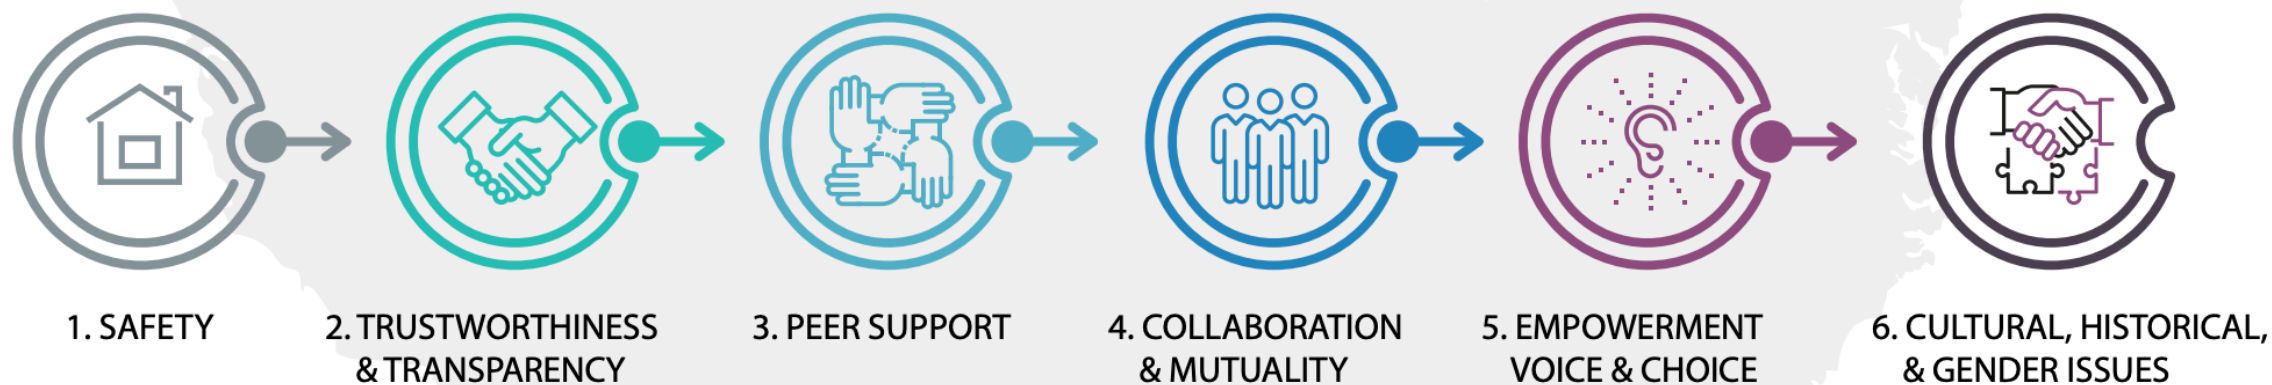 1. SAFETY
2. TRUSTWORTHINESS
& TRANSPARENCY
3. PEER SUPPORT
4. COLLABORATION
& MUTUALITY
5. EMPOWERMENT
VOICE & CHOICE
6. CULTURAL, HISTORICAL,
& GENDER ISSUES